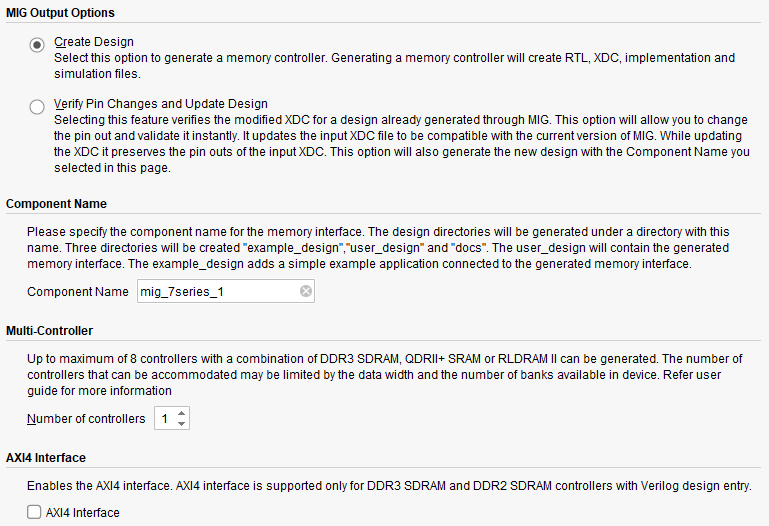 MIG Output Options
Create Design
Select this option to generate a memory controller. Generating a memory controller will create RTL, XDC, implementation and
simulation files.
Verify Pin Changes and Update Design
Selecting this feature verifies the modified XDC for a design already generated through MIG. This option will allow you to change
the pin out and validate it instantly. It updates the input XDC file to be compatible with the current version of MIG. While updating
the XDC it preserves the pin outs of the input XDC. This option will also generate the new design with the Component Name you
selected in this page.
Component Name
Please specify the component name for the memory interface. The design directories will be generated under a directory with this
name. Three directories will be created "example_design","user_design" and "docs". The user_design will contain the generated
memory interface. The example_design adds a simple example application connected to the generated memory interface.
Component Name mig_7series_1
Multi-Controller
Up to maximum of 8 controllers with a combination of DDR3 SDRAM, QDRII+ SRAM or RLDRAM II can be generated. The number of
controllers that can be accommodated may be limited by the data width and the number of banks available in device. Refer user
guide for more information
Number of controllers 1
AXI4 Interface
Enables the AXI4 interface. AXI4 interface is supported only for DDR3 SDRAM and DDR2 SDRAM controllers with Verilog design entry.
AXI4 Interface